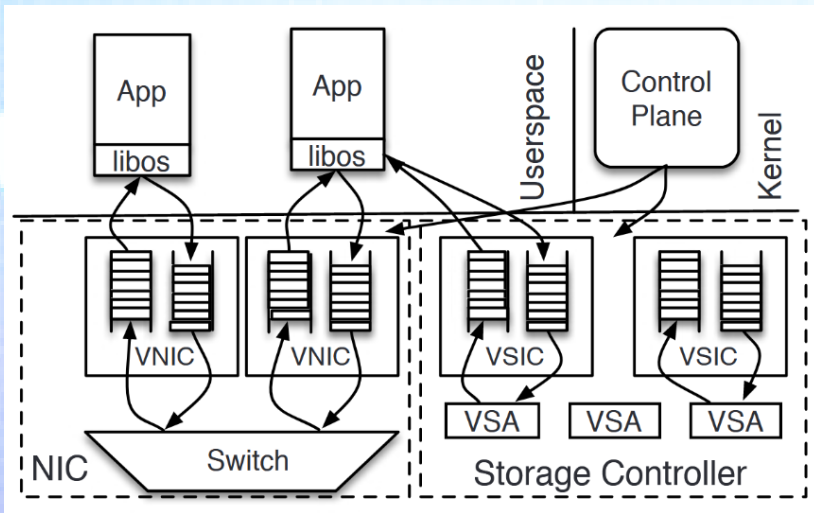 App
libos
App
libos
Userspace
Control
Plane
Kernel
VNIC
VNIC
VSIC
VSIC
VSA
VSA
VSA
NIC
Switch
Storage Controller